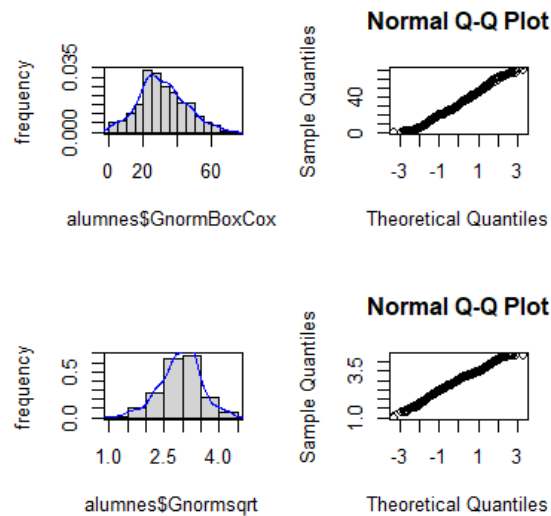 frequency
0.000 0.035
0 20 60
alumnes$GnormBoxCox
Normal Q-Q Plot
Sample Quantiles
0 40
-3 -1 1 3
Theoretical Quantiles
frequency
0.0 0.5
1.0 2.5 4.0
alumnes$Gnormsqrt
Normal Q-Q Plot
Sample Quantiles
1.0 3.5
-3 -1 1 3
Theoretical Quantiles